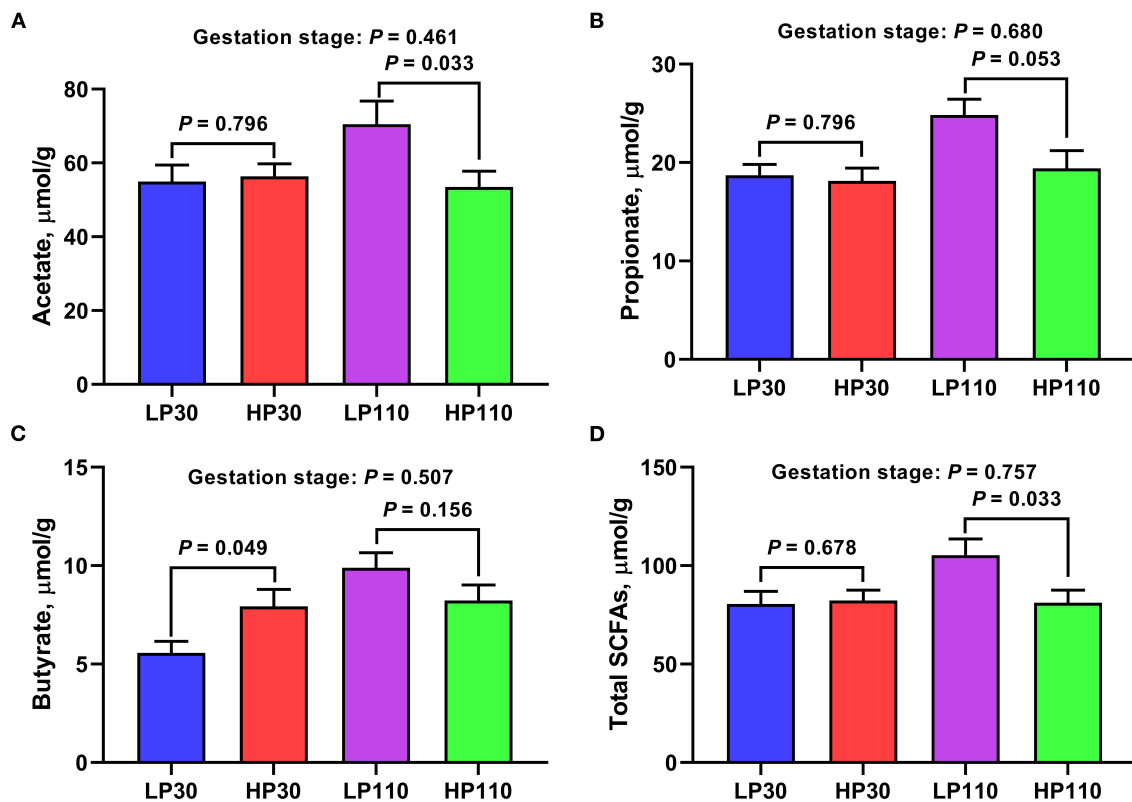 A
Gestation stage: P = 0.461
P = 0.033
P = 0.796
Acetate, μmol/g
80
60
40
20
0
LP30 HP30 LP110 HP110
B
Gestation stage: P = 0.680
P = 0.053
P = 0.796
Propionate, μmol/g
30
20
10
0
LP30 HP30 LP110 HP110
C
Gestation stage: P = 0.507
P = 0.156
P = 0.049
Butyrate, μmol/g
15
10
5
0
LP30 HP30 LP110 HP110
D
Gestation stage: P = 0.757
P = 0.033
P = 0.678
Total SCFAs, μmol/g
150
100
50
0
LP30 HP30 LP110 HP110